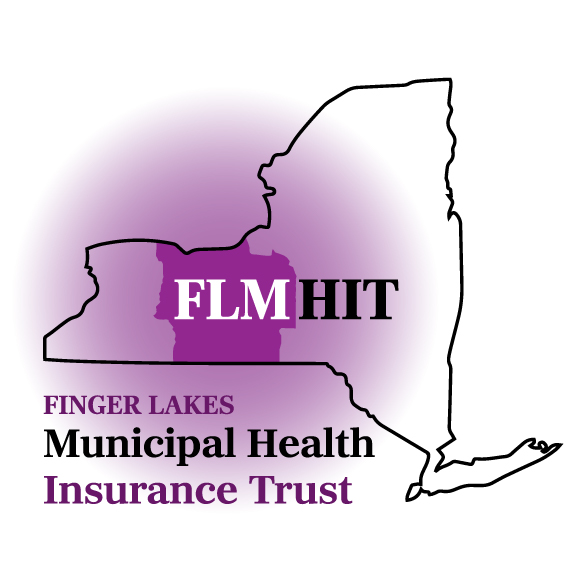 FLMHIT
FINGER LAKES
Municipal Health
Insurance Trust